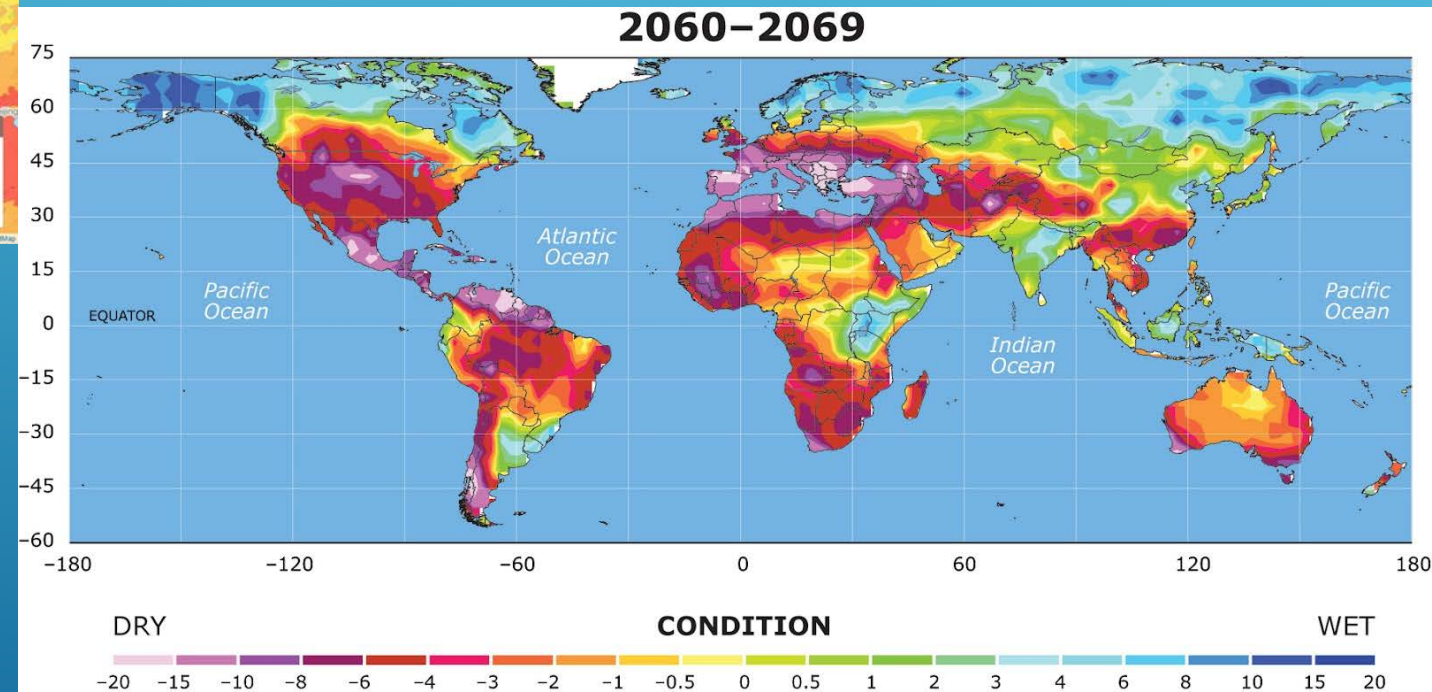 2060–2069
75
60
45
30
15
0
–15
–30
–45
–60
EQUATOR
Pacific
Ocean
Atlantic
Ocean
Indian
Ocean
Pacific
Ocean
–180 –120 –60 0 60 120 180
DRY CONDITION WET
–20 –15 –10 –8 –6 –4 –3 –2 –1 –0.5 0 0.5 1 2 3 4 6 8 10 15 20